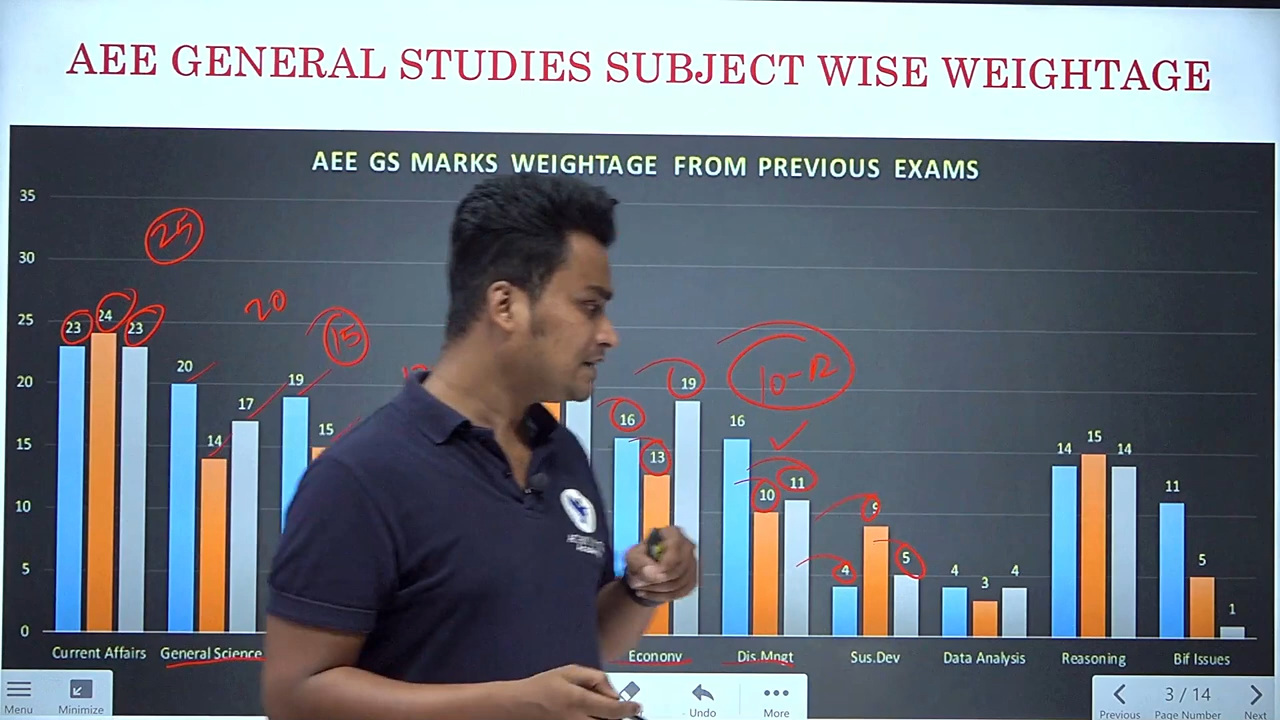 AEE GENERAL STUDIES SUBJECT WISE WEIGHTAGE
AEE GS MARKS WEIGHTAGE FROM PREVIOUS EXAMS
35
30
25
20
15
10
5
0
25
20
15
10-12
23 24 23
20 14 17
19 15
16 13 19
16 10 11
4 9 5
4 3 4
14 15 14
11 5 1
Current Affairs General Science Economy Dis.Mngt Sus.Dev Data Analysis Reasoning Bif Issues
Menu Minimize Undo More Previous 3 / 14 Page Number Next